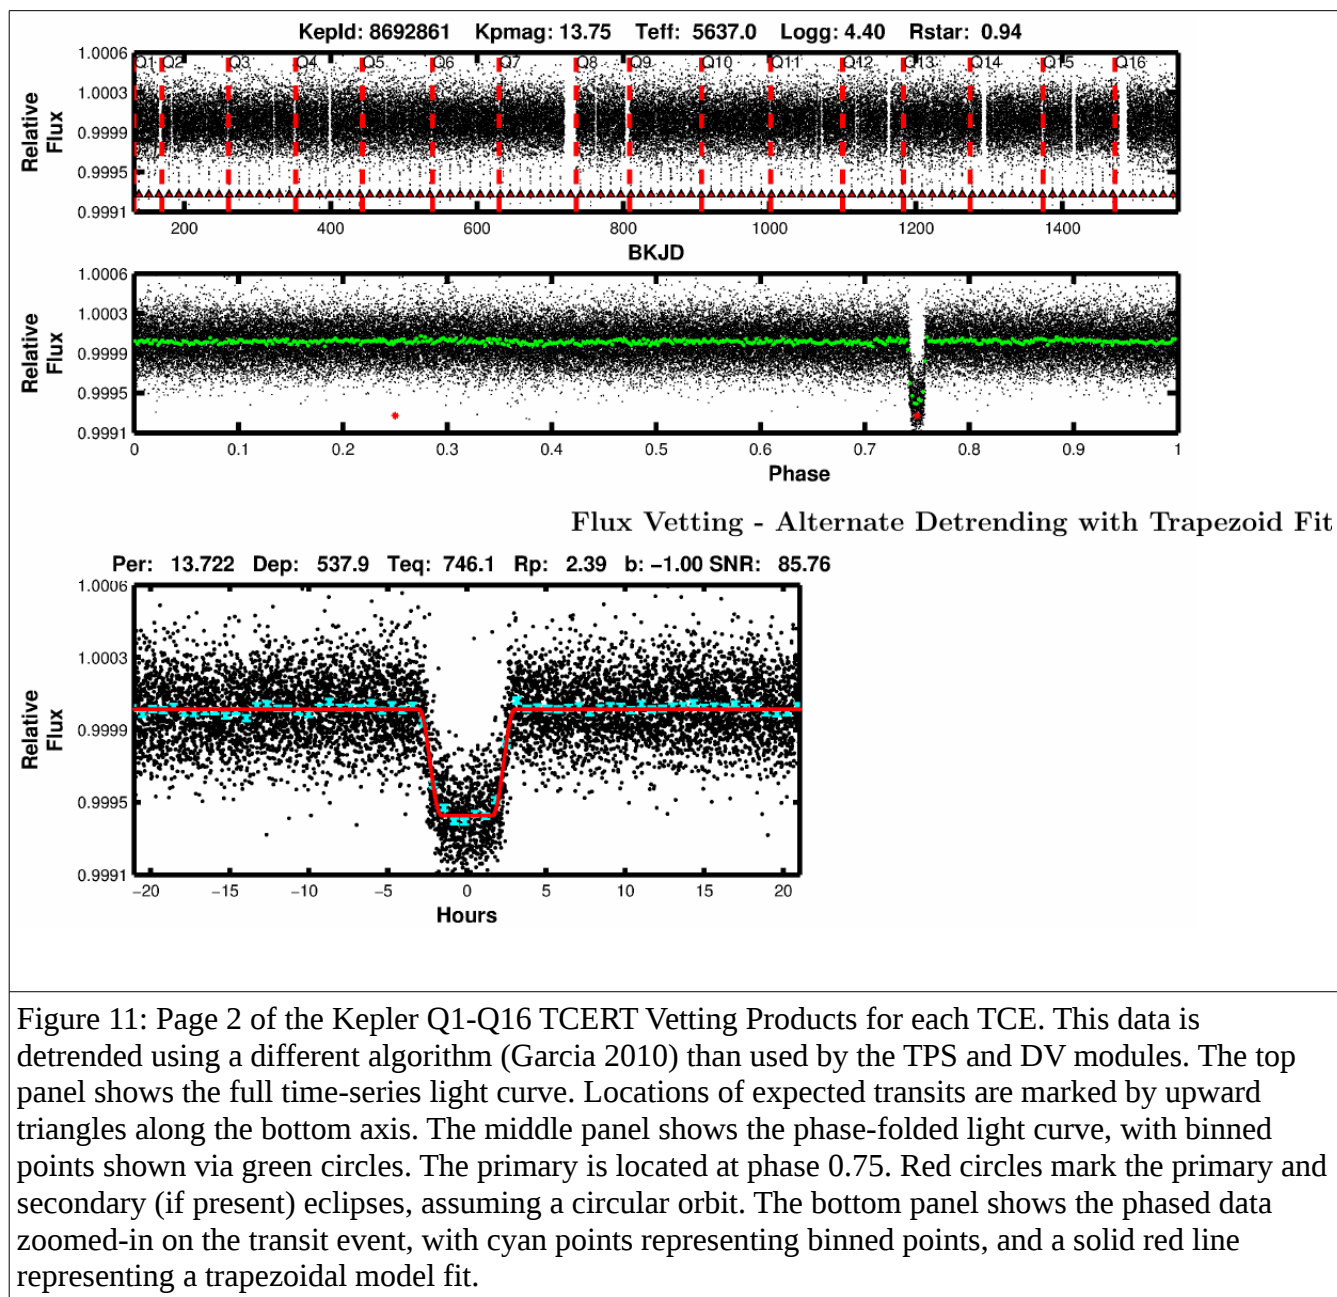 KepId: 8692861 Kpmag: 13.75 Teff: 5637.0 Logg: 4.40 Rstar: 0.94
1.0006
1.0003
0.9999
0.9995
0.9991
Relative
Flux
Q1 Q2 Q3 Q4 Q5 Q6 Q7 Q8 Q9 Q10 Q11 Q12 Q13 Q14 Q15 Q16
200 400 600 800 1000 1200 1400
BKJD
1.0006
1.0003
0.9999
0.9995
0.9991
Relative
Flux
0 0.1 0.2 0.3 0.4 0.5 0.6 0.7 0.8 0.9 1
Phase
Flux Vetting - Alternate Detrending with Trapezoid Fit
Per: 13.722 Dep: 537.9 Teq: 746.1 Rp: 2.39 b: −1.00 SNR: 85.76
1.0006
1.0003
0.9999
0.9995
0.9991
Relative
Flux
−20 −15 −10 −5 0 5 10 15 20
Hours
Figure 11: Page 2 of the Kepler Q1-Q16 TCERT Vetting Products for each TCE. This data is
detrended using a different algorithm (Garcia 2010) than used by the TPS and DV modules. The top
panel shows the full time-series light curve. Locations of expected transits are marked by upward
triangles along the bottom axis. The middle panel shows the phase-folded light curve, with binned
points shown via green circles. The primary is located at phase 0.75. Red circles mark the primary and
secondary (if present) eclipses, assuming a circular orbit. The bottom panel shows the phased data
zoomed-in on the transit event, with cyan points representing binned points, and a solid red line
representing a trapezoidal model fit.